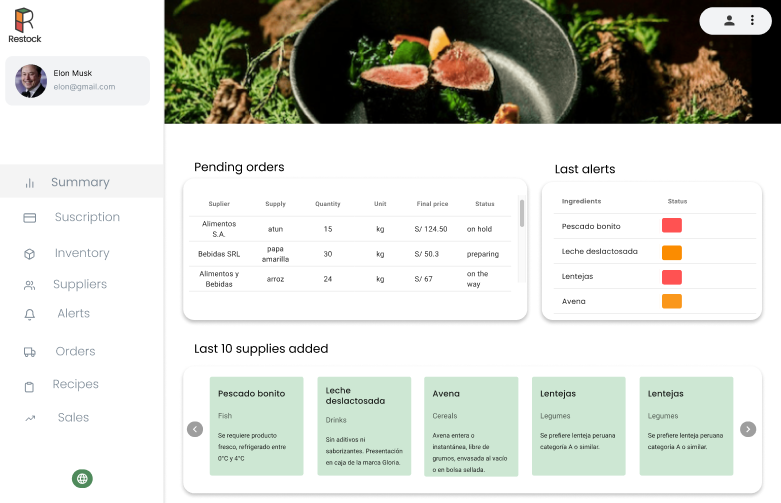 Restock
Elon Musk
elon@gmail.com
Summary
Suscription
Inventory
Suppliers
Alerts
Orders
Recipes
Sales
Pending orders
Suplier Supply Quantity Unit Final price Status
Alimentos S.A. atun 15 kg S/ 124.50 on hold
Bebidas SRL papa amarilla 30 kg S/ 50.3 preparing
Alimentos y Bebidas arroz 24 kg S/ 67 on the way
Last alerts
Ingredients Status
Pescado bonito
Leche deslactosada
Lentejas
Avena
Last 10 supplies added
Pescado bonito
Fish
Se requiere producto
fresco, refrigerado entre
0°C y 4°C
Leche
deslactosada
Drinks
Sin aditivos ni
saborizantes. Presentación
en caja de la marca Gloria.
Avena
Cereals
Avena entera o
instantánea, libre de
grumos, envasada al vacío
o en bolsa sellada.
Lentejas
Legumes
Se prefiere lenteja peruana
categoría A o similar.
Lentejas
Legumes
Se prefiere lenteja peruana
categoría A o similar.